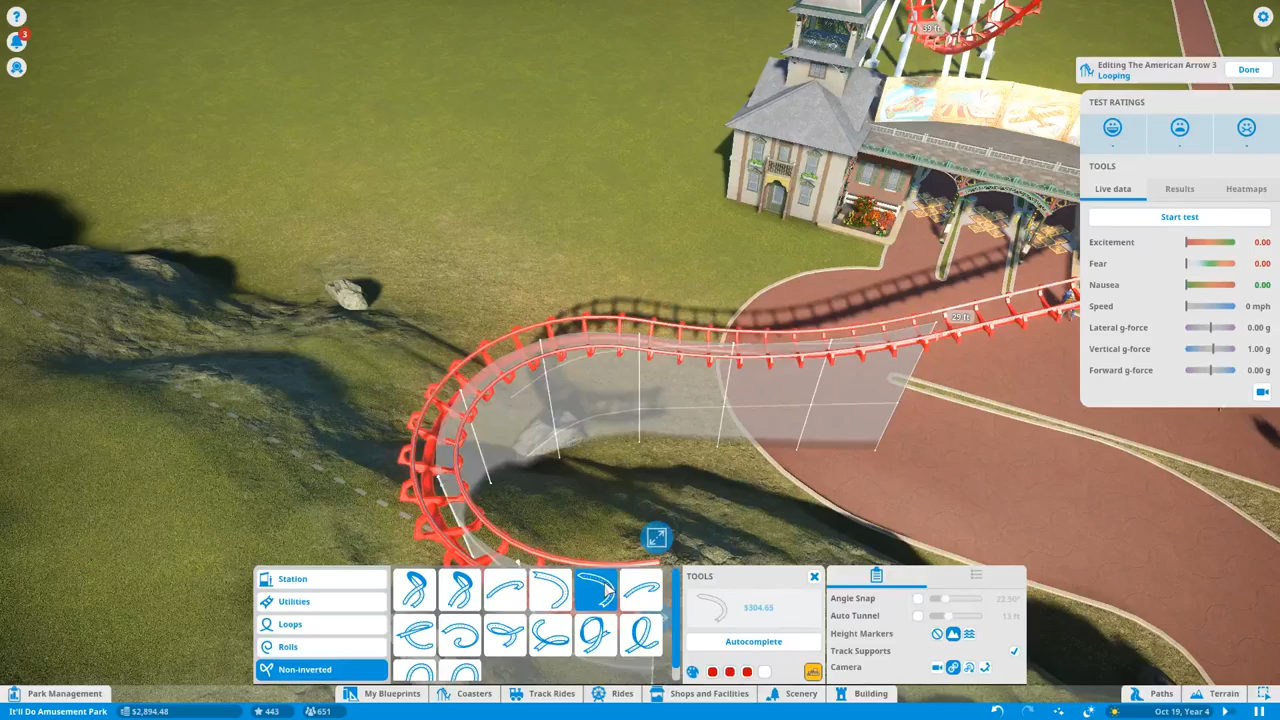 ?
3
39 ft
Editing The American Arrow 3
Looping
Done
TEST RATINGS
- - -
TOOLS
Live data Results Heatmaps
Start test
Excitement 0.00
Fear 0.00
Nausea 0.00
Speed 0 mph
Lateral g-force 0.00 g
Vertical g-force 1.00 g
Forward g-force 0.00 g
29 ft
Station
Utilities
Loops
Rolls
Non-inverted
TOOLS
$304.65
Autocomplete
Angle Snap 22.50°
Auto Tunnel 13 ft
Height Markers
Track Supports
Camera
Park Management My Blueprints Coasters Track Rides Rides Shops and Facilities Scenery Building Paths Terrain
It'll Do Amusement Park $2,894.48 443 651 Oct 19, Year 4